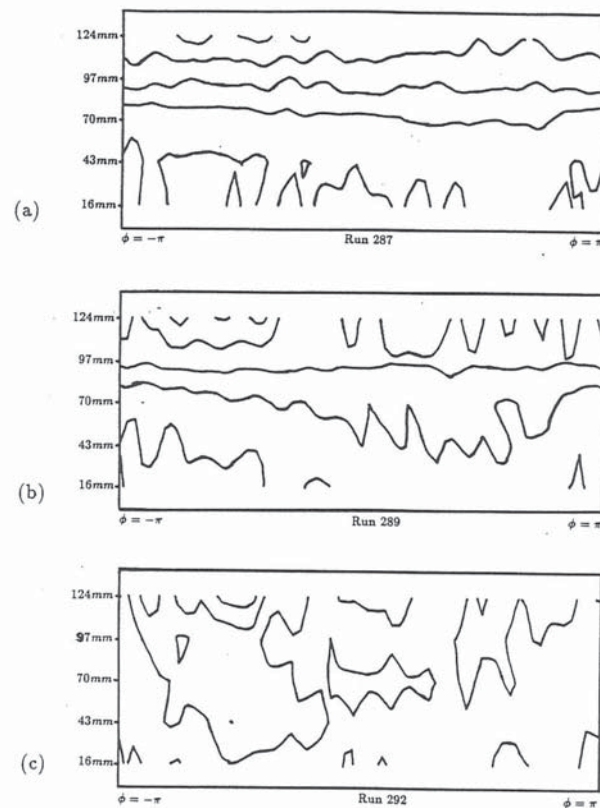 124mm
97mm
70mm
43mm
(a)
16mm
ϕ = −π Run 287 ϕ = π
124mm
97mm
70mm
43mm
(b)
16mm
ϕ = −π Run 289 ϕ = π
124mm
97mm
70mm
43mm
(c)
16mm
ϕ = −π Run 292 ϕ = π